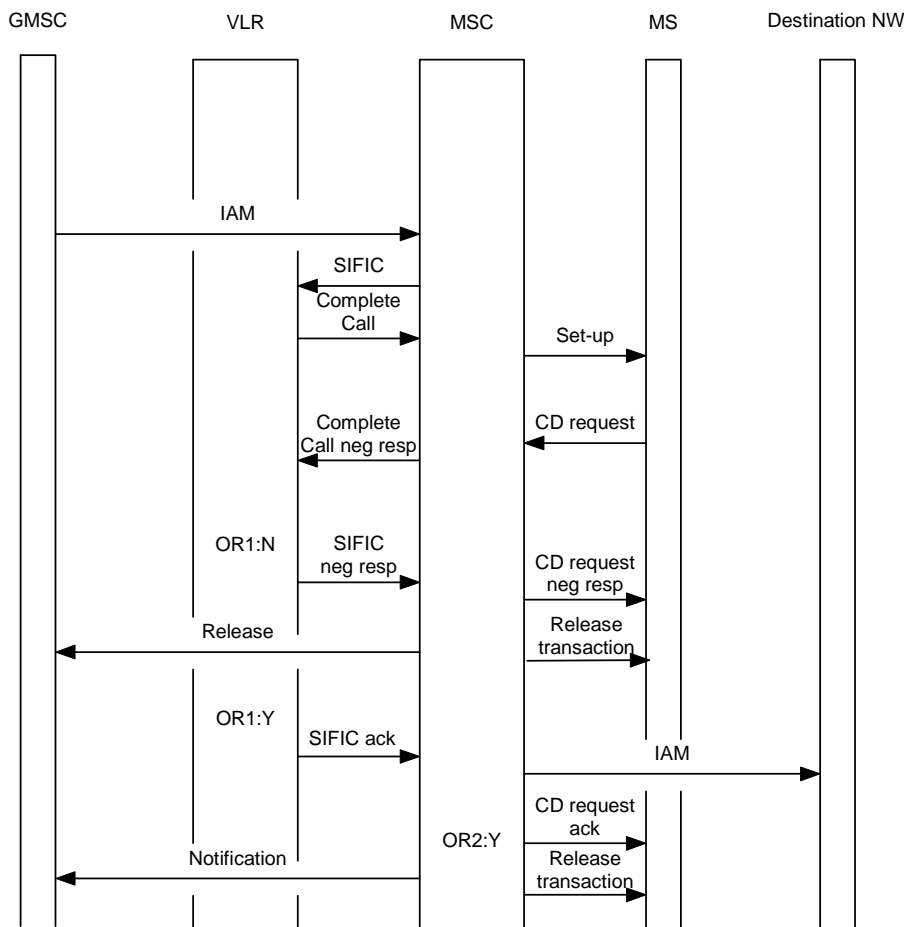 GMSC VLR MSC MS Destination NW
IAM
SIFIC
Complete
Call
Set-up
Complete
Call neg resp
CD request
OR1:N
SIFIC
neg resp
CD request
neg resp
Release
Release
transaction
OR1:Y
SIFIC ack
IAM
CD request
ack
OR2:Y
Notification
Release
transaction